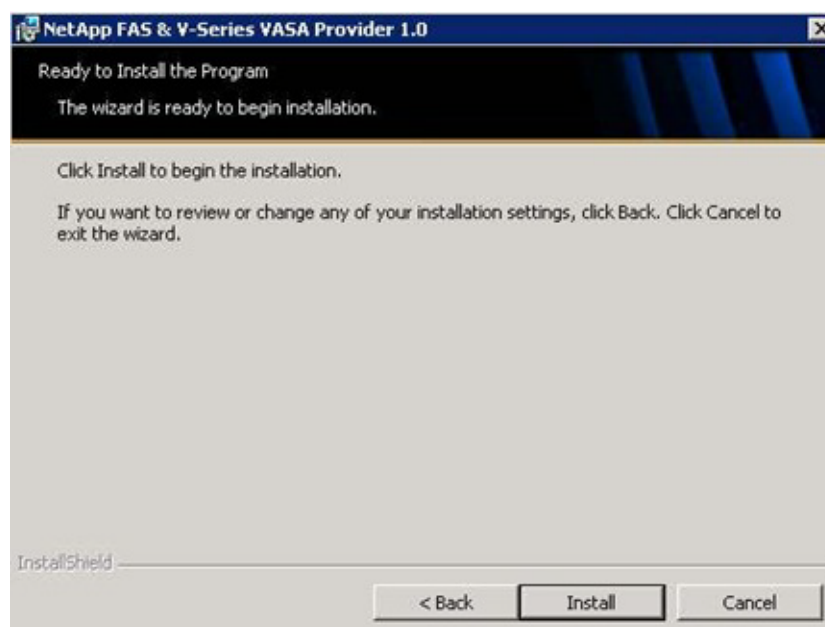 NetApp FAS & V-Series VASA Provider 1.0
Ready to Install the Program
The wizard is ready to begin installation.
Click Install to begin the installation.
If you want to review or change any of your installation settings, click Back. Click Cancel to
exit the wizard.
InstallShield
< Back Install Cancel